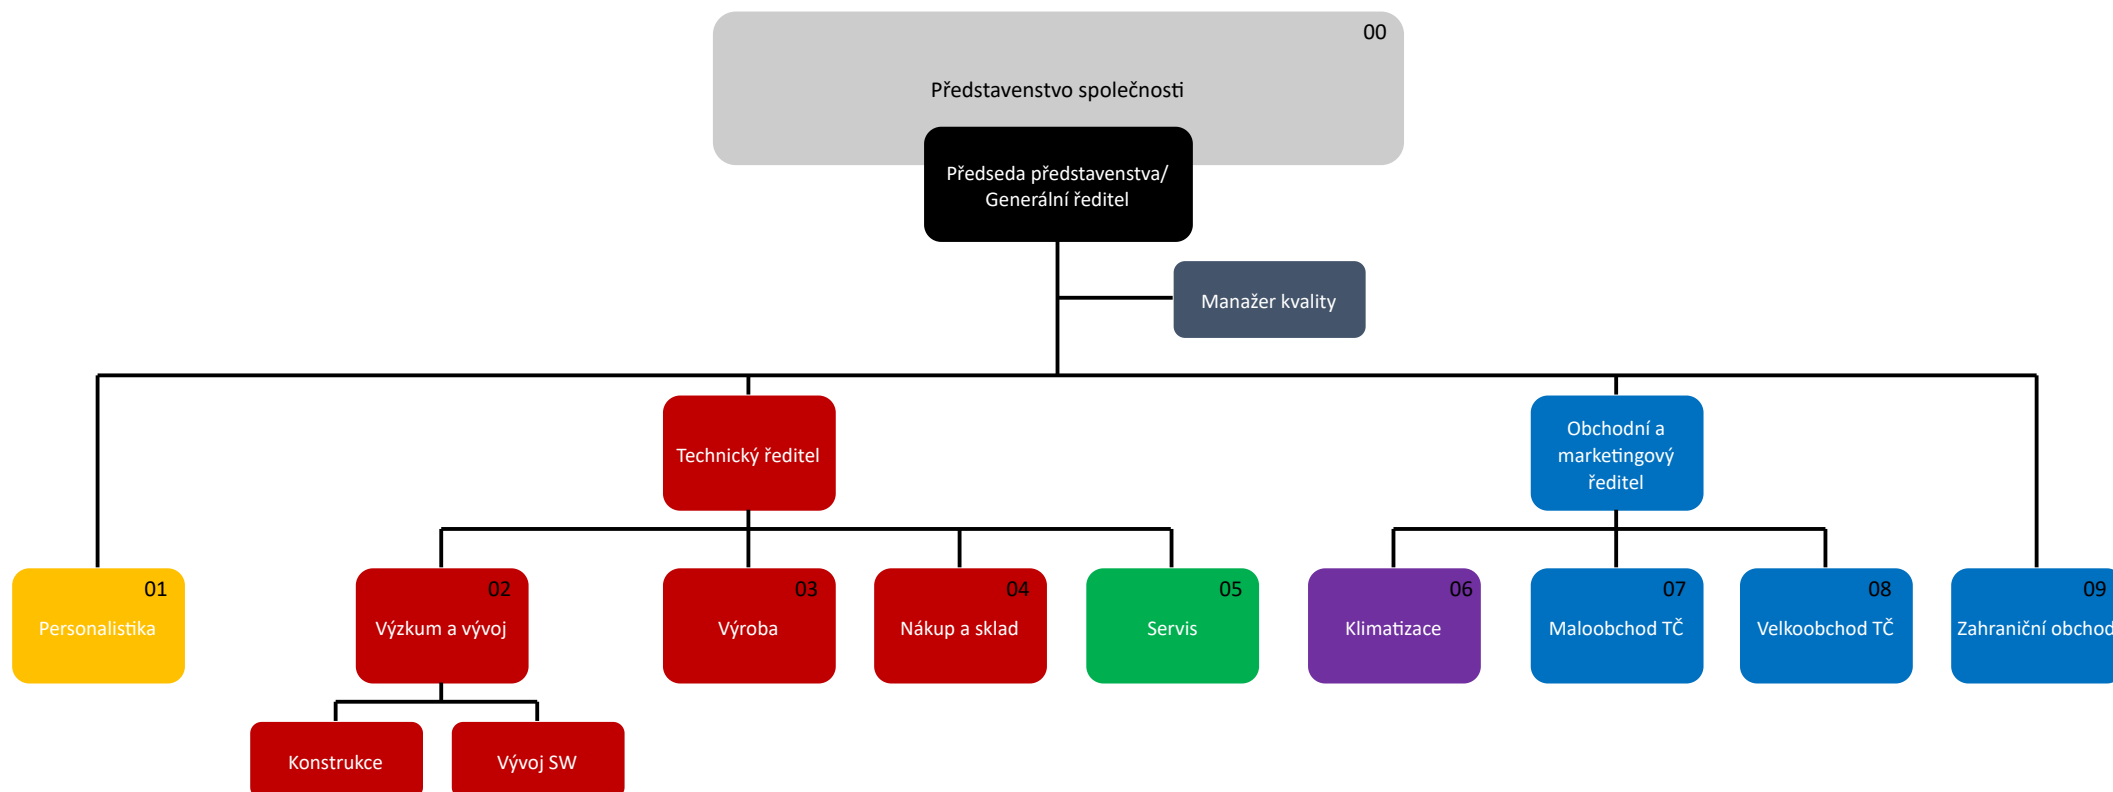 00
Představenstvo společnosti
Předseda představenstva/
Generální ředitel
Manažer kvality
Technický ředitel
Obchodní a
marketingový
ředitel
01
Personalistika
02
Výzkum a vývoj
03
Výroba
04
Nákup a sklad
05
Servis
06
Klimatizace
07
Maloobchod TČ
08
Velkoobchod TČ
09
Zahraniční obchod
Konstrukce
Vývoj SW